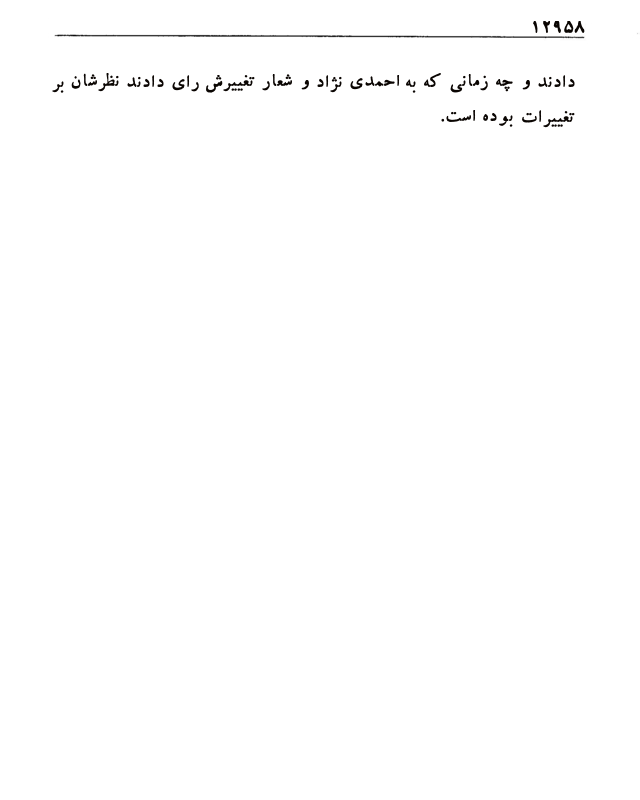 ۱۲۹۵۸
دادند و چه زمانی که به احمدی نژاد و شعار تغییرش رای دادند نظرشان بر
تغییرات بوده است.